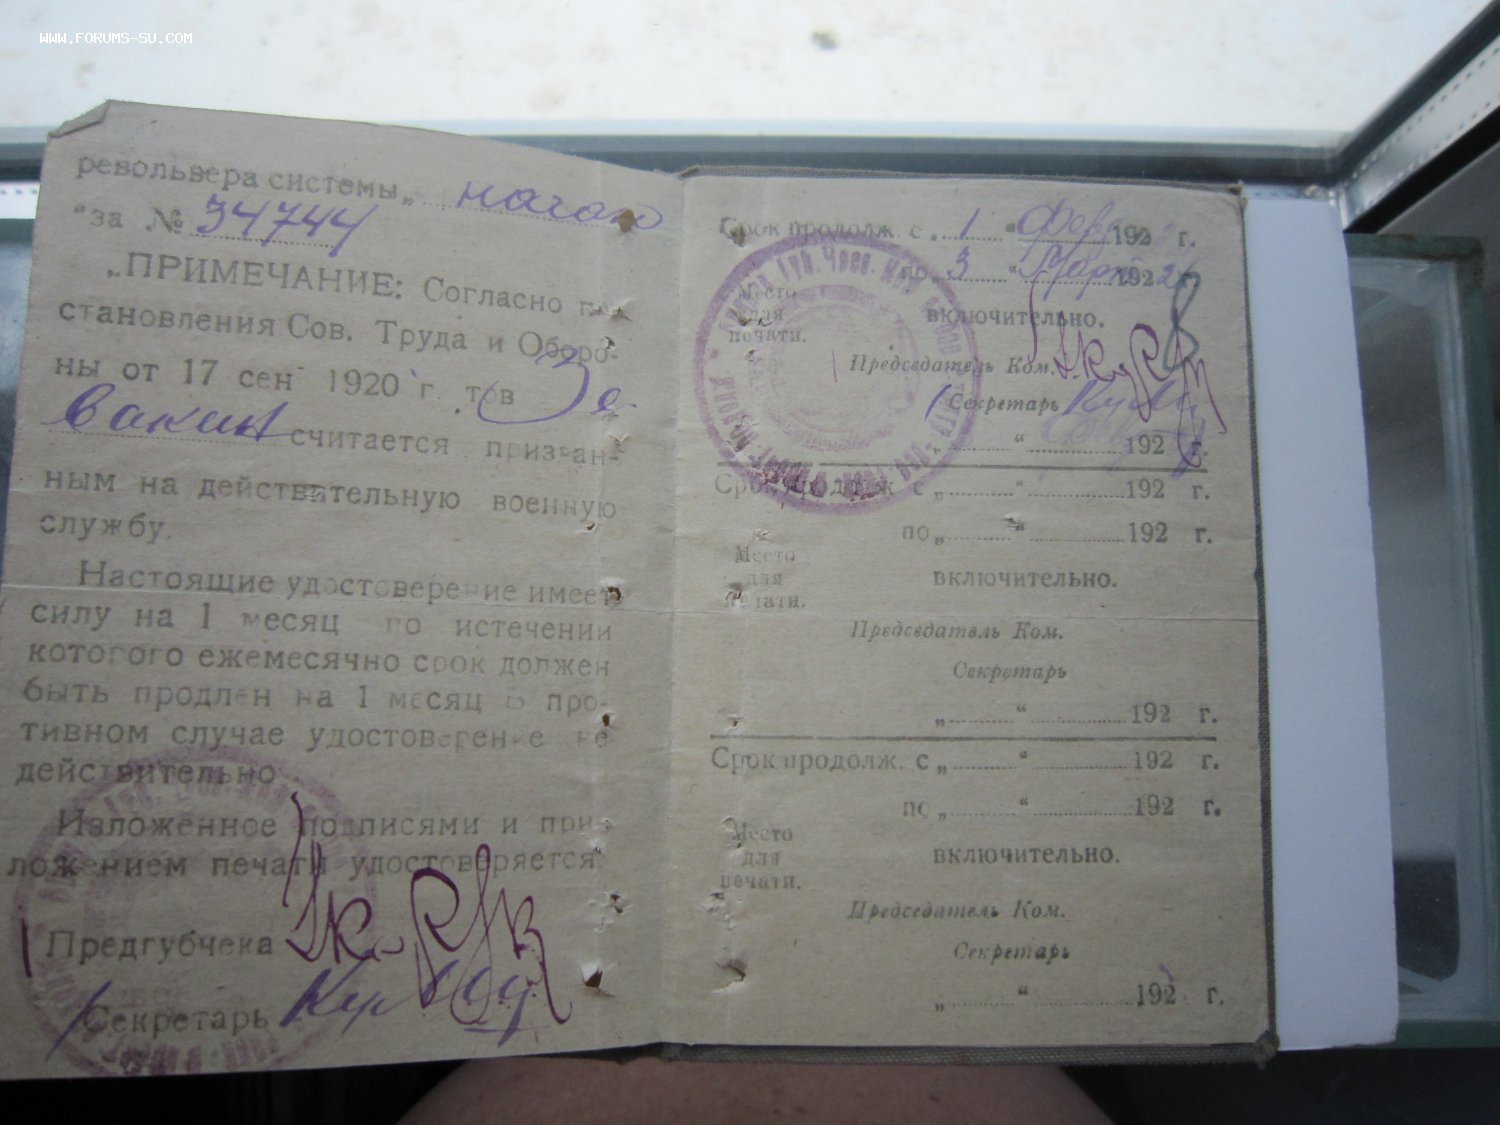 WWW.FORUMS-SU.COM
револьвера системы „ наган
“за № 34744
„ПРИМЕЧАНИЕ: Согласно по-
становления Сов. Труда и Оборо-
ны от 17 сен 1920 г. тов Зе-
вакин считается призван-
ным на действительную военную
службу.
Настоящие удостоверение имеет
силу на 1 месяц по истечении
которого ежемесячно срок должен
быть продлен на 1 месяц В про-
тивном случае удостоверение не
действительно
Изложенное подписями и при-
ложением печати удостоверяется.
Предгубчека
Секретарь
Срок продолж. с „ 1 “ Февр 192 г.
по „ 3 “ Марта 192
Место
для
печати.
включительно.
Председатель Ком.
Секретарь
„ “ 192 г.
Срок продолж. с „ “ 192 г.
по „ “ 192 г.
Место
для
печати.
включительно.
Председатель Ком.
Секретарь
„ “ 192 г.
Срок продолж. с „ “ 192 г.
по „ “ 192 г.
Место
для
печати.
включительно.
Председатель Ком.
Секретарь
„ “ 192 г.